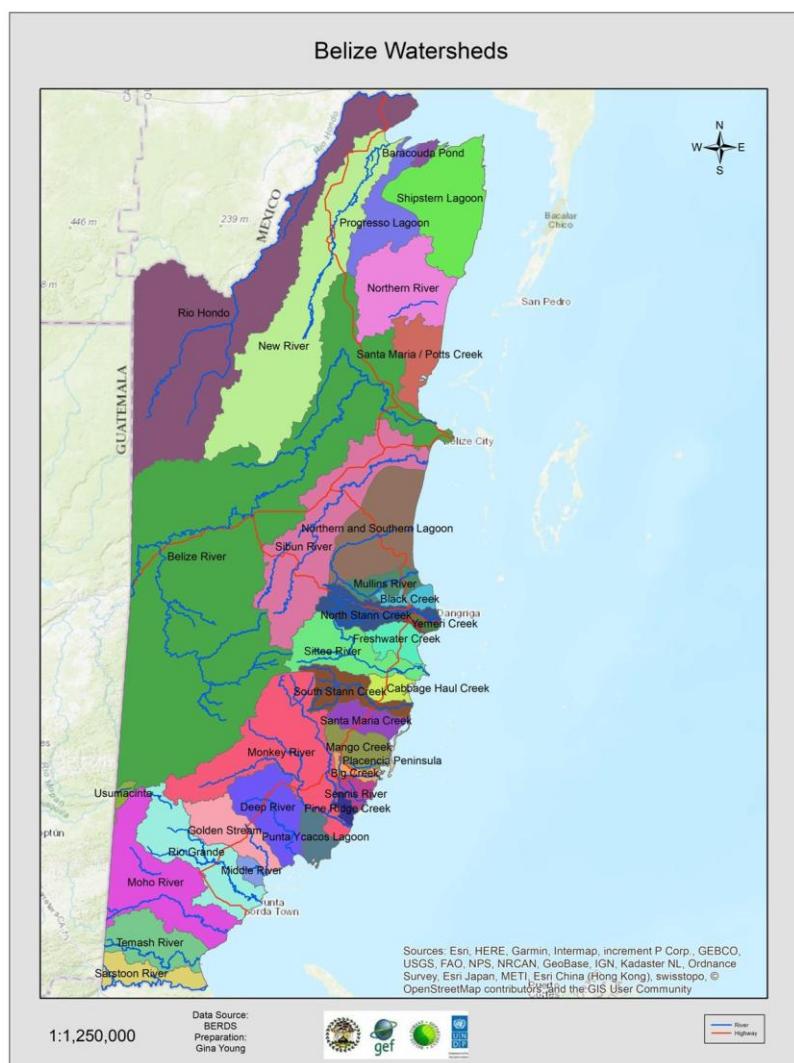 Belize Watersheds
N
W
E
S
MEXICO
GUATEMALA
Rio Hondo
239 m
446 m
8 m
Baracouda Pond
Shipstern Lagoon
Progresso Lagoon
Bacalar
Chico
Northern River
San Pedro
Rio Hondo
New River
Santa Maria / Potts Creek
Belize City
Northern and Southern Lagoon
Sibun River
Belize River
Mullins River
Black Creek
Dangriga
North Stann Creek
Yemeri Creek
Freshwater Creek
Sittee River
Cabbage Haul Creek
South Stann Creek
Santa Maria Creek
Mango Creek
Monkey River
Placencia Peninsula
Big Creek
Usumacinta
Sennis River
Deep River
Pine Ridge Creek
Golden Stream
Punta Ycacos Lagoon
Rio Grande
Middle River
Moho River
Temash River
Sarstoon River
Sources: Esri, HERE, Garmin, Intermap, increment P Corp., GEBCO,
USGS, FAO, NPS, NRCAN, GeoBase, IGN, Kadaster NL, Ordnance
Survey, Esri Japan, METI, Esri China (Hong Kong), swisstopo, ©
OpenStreetMap contributors, and the GIS User Community
1:1,250,000
Data Source:
BERDS
Preparation:
Gina Young
gef
U N
D P
River
Highway